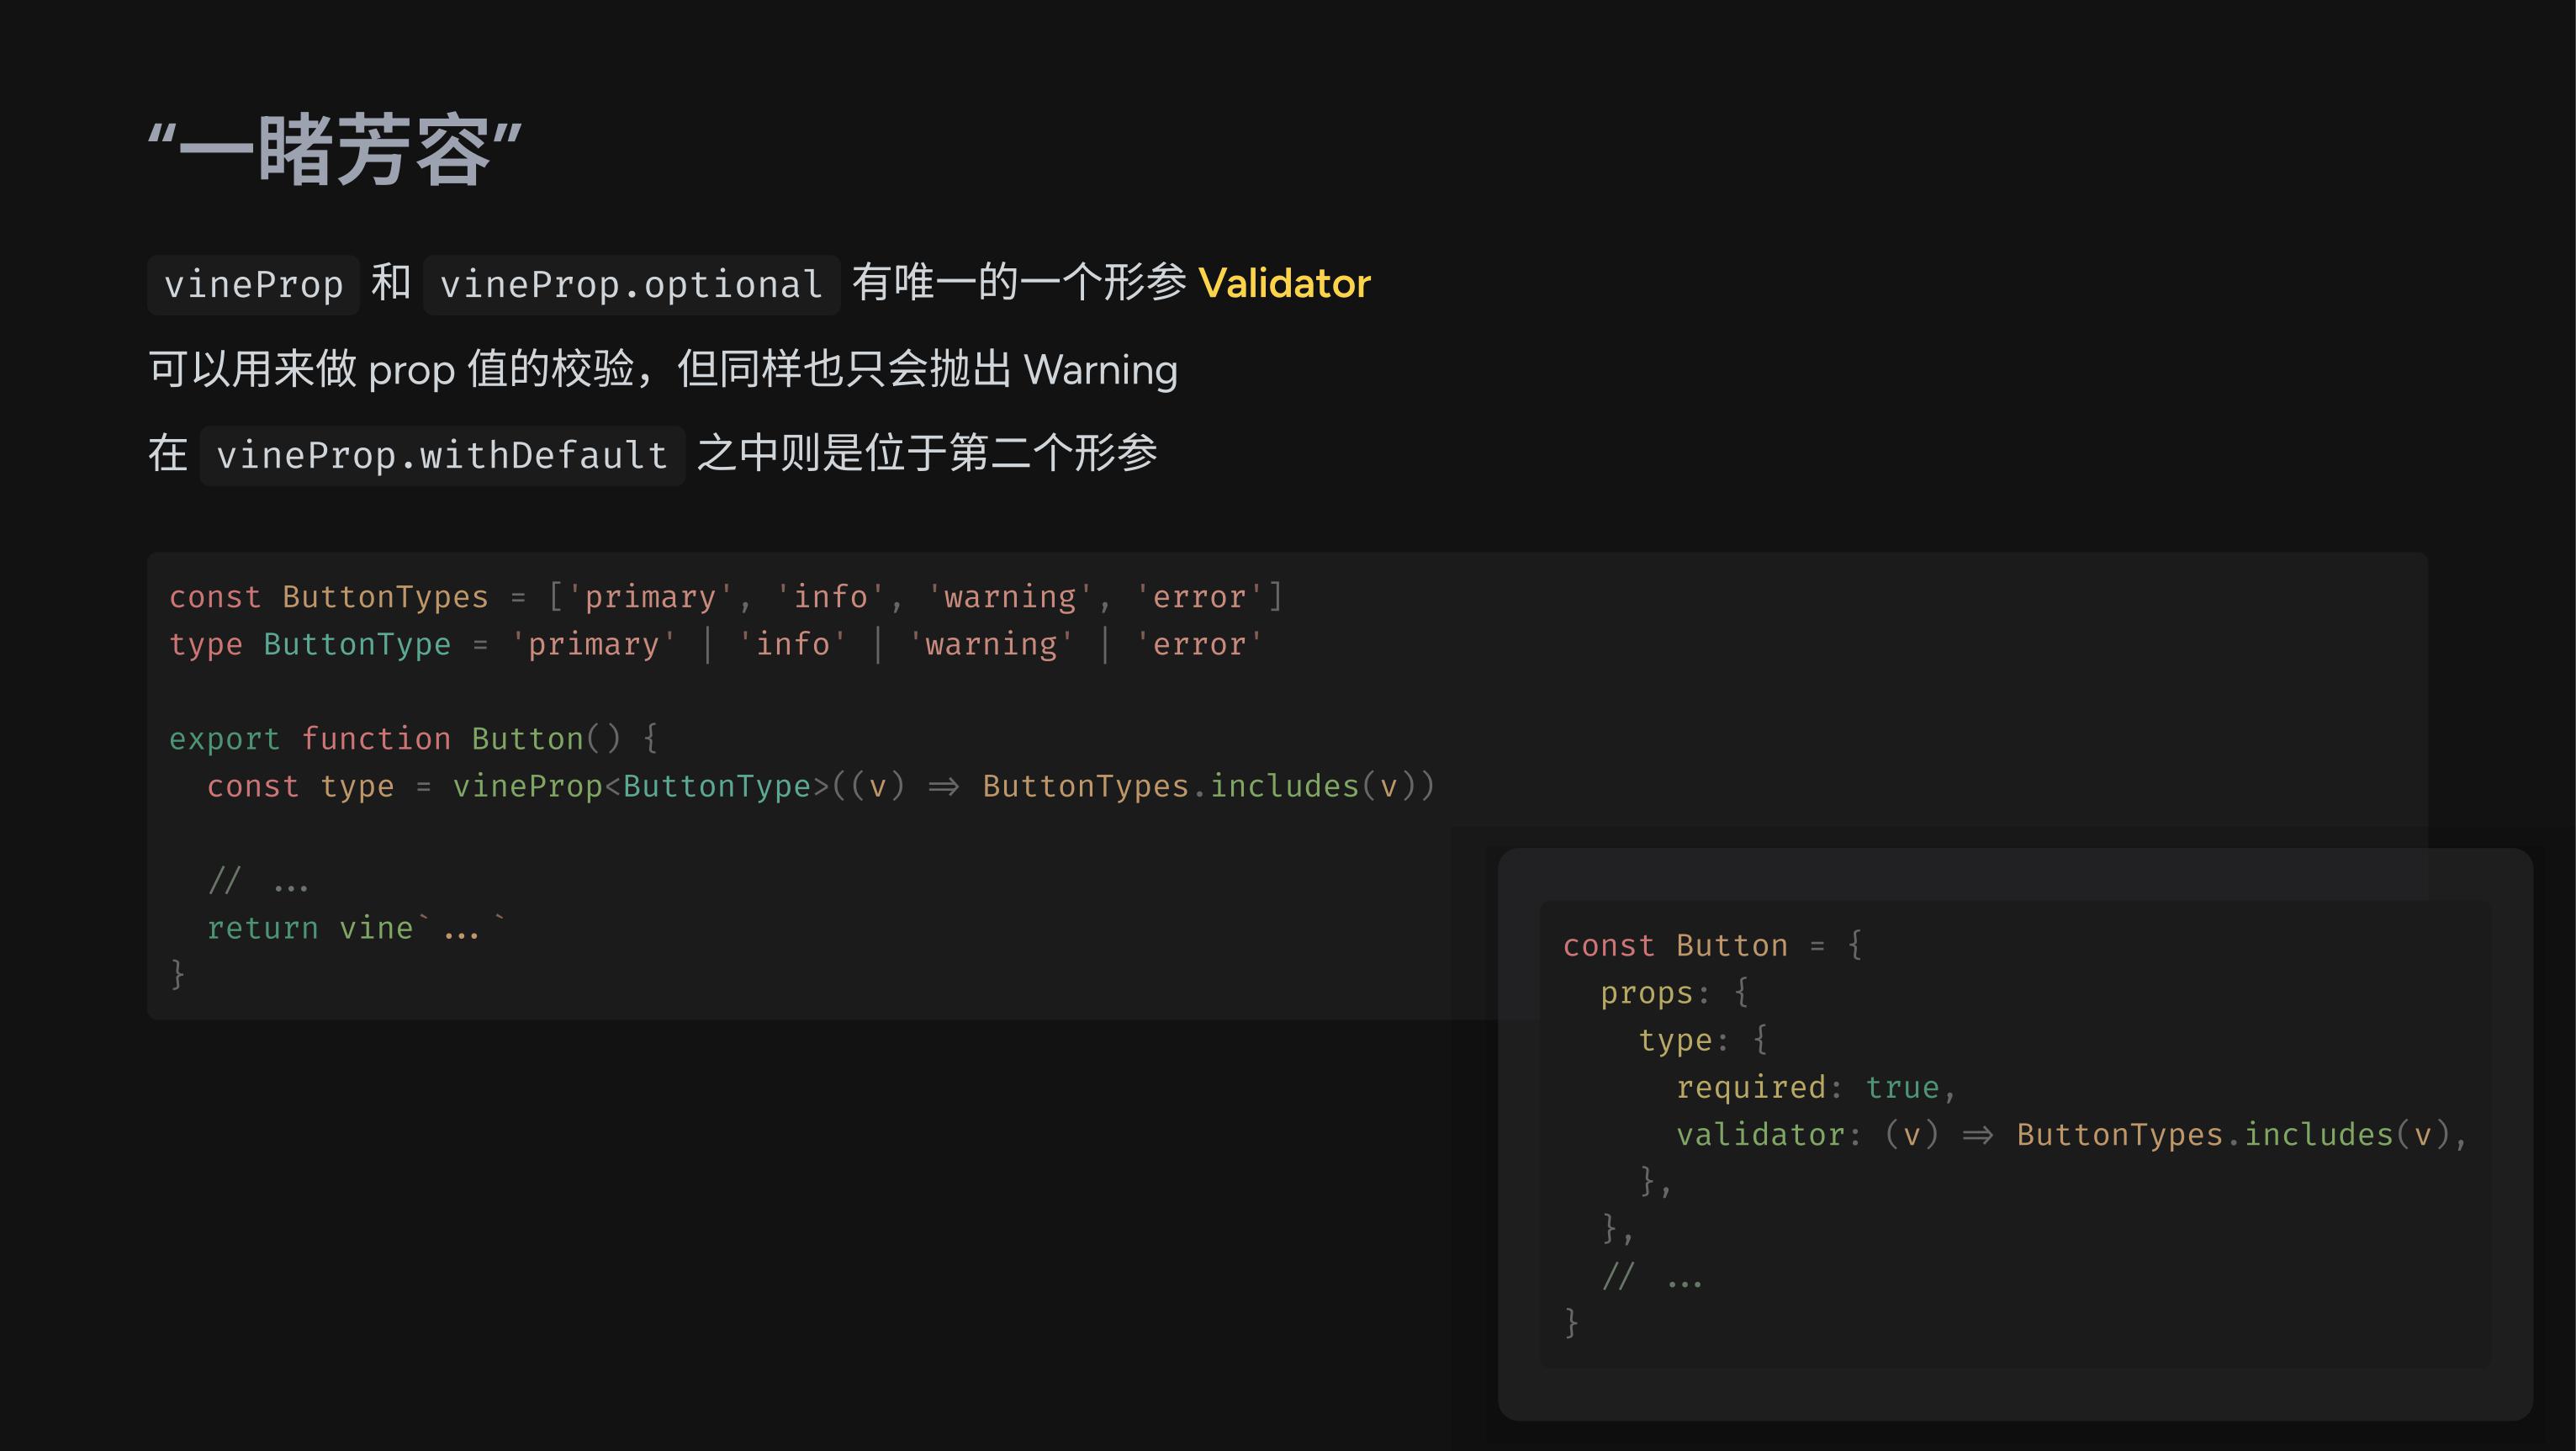 “一睹芳容”
vineProp 和 vineProp.optional 有唯一的一个形参 Validator
可以用来做 prop 值的校验，但同样也只会抛出 Warning
在 vineProp.withDefault 之中则是位于第二个形参
const ButtonTypes = ['primary', 'info', 'warning', 'error']
type ButtonType = 'primary' | 'info' | 'warning' | 'error'
export function Button() {
  const type = vineProp<ButtonType>((v) => ButtonTypes.includes(v))
  // ...
  return vine`...`
}
const Button = {
  props: {
    type: {
      required: true,
      validator: (v) => ButtonTypes.includes(v),
    },
  },
  // ...
}